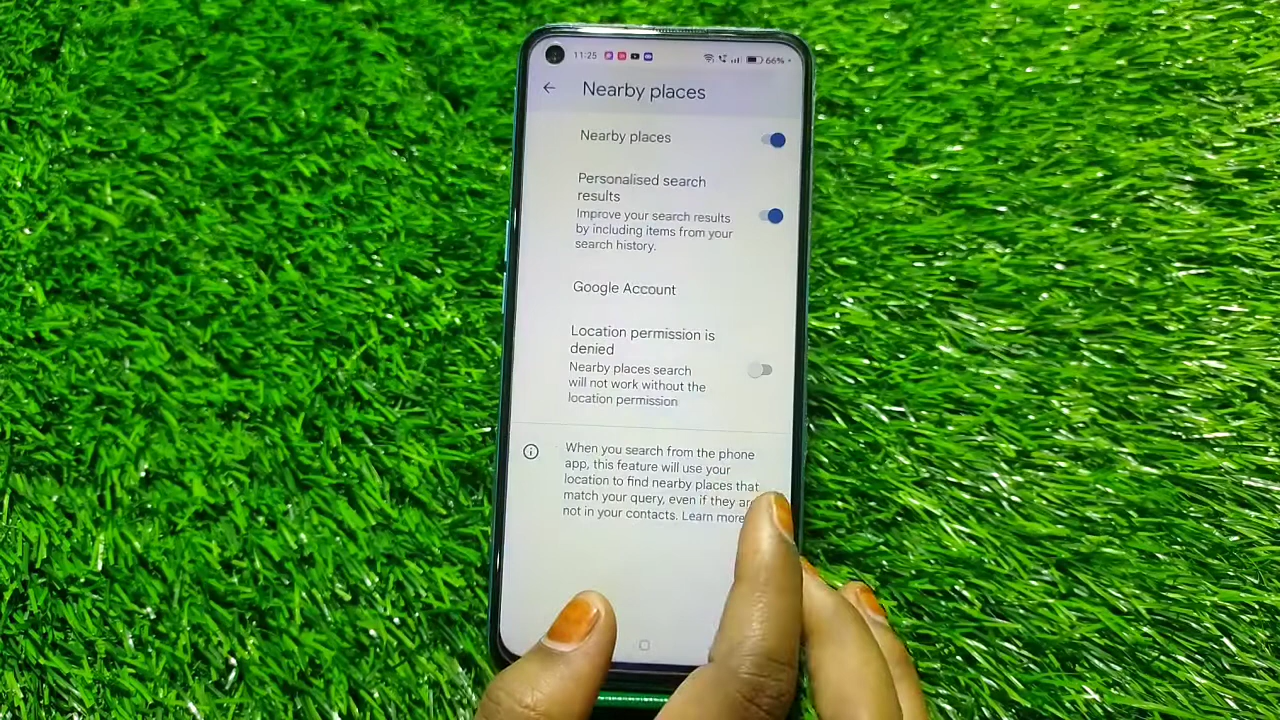 11:25 66%
Nearby places
Nearby places
Personalised search
results
Improve your search results
by including items from your
search history.
Google Account
Location permission is
denied
Nearby places search
will not work without the
location permission
When you search from the phone
app, this feature will use your
location to find nearby places that
match your query, even if they are
not in your contacts. Learn more